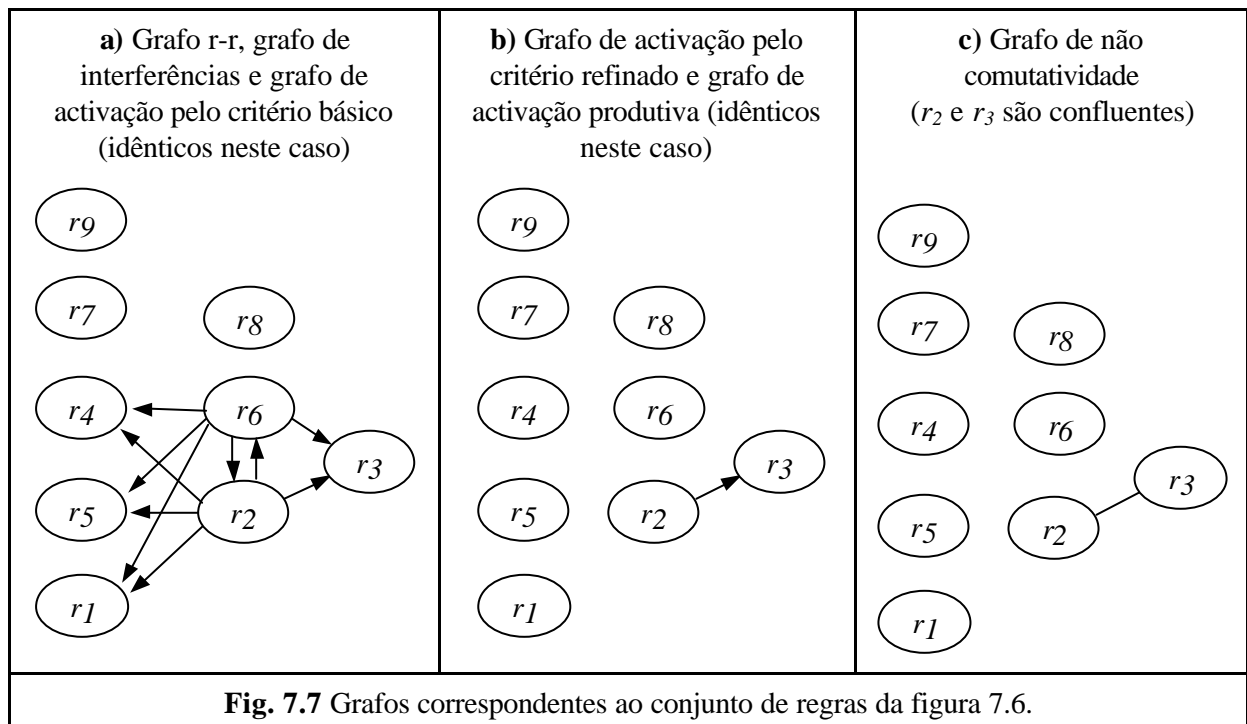 a) Grafo r-r, grafo de
interferências e grafo de
activação pelo critério básico
(idênticos neste caso)
r9
r7
r8
r4
r6
r3
r5
r2
r1
b) Grafo de activação pelo
critério refinado e grafo de
activação produtiva (idênticos
neste caso)
r9
r7
r8
r4
r6
r3
r5
r2
r1
c) Grafo de não
comutatividade
(r2 e r3 são confluentes)
r9
r7
r8
r4
r6
r3
r5
r2
r1
Fig. 7.7 Grafos correspondentes ao conjunto de regras da figura 7.6.